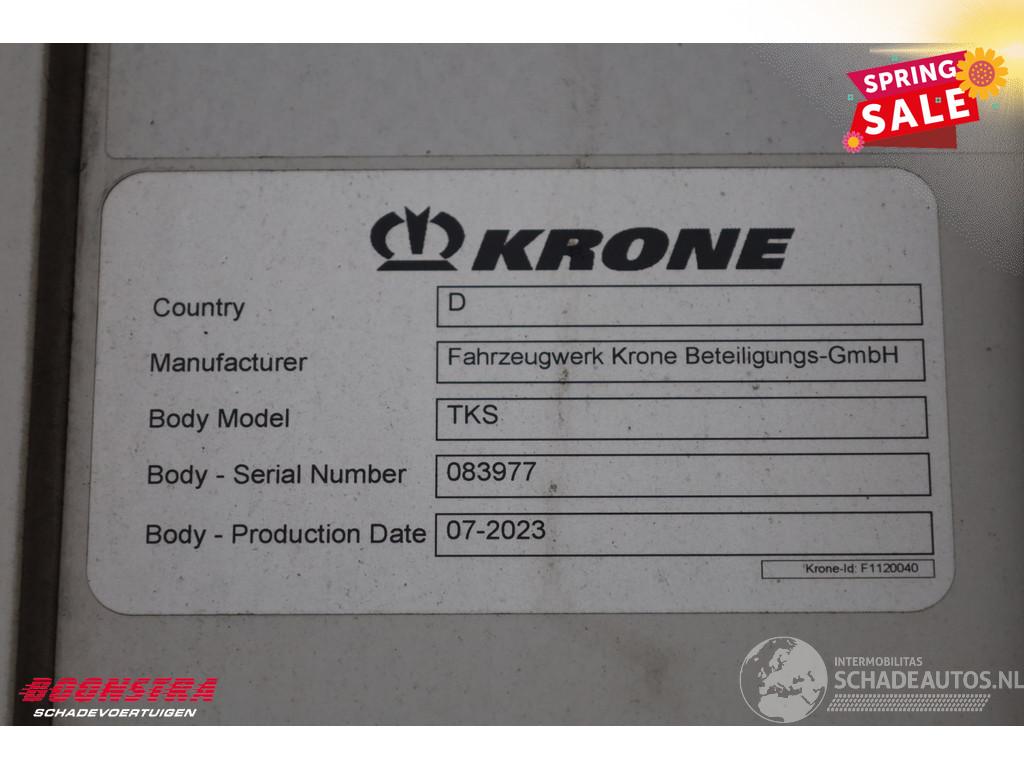 SPRING
SALE
KRONE
Country D
Manufacturer Fahrzeugwerk Krone Beteiligungs-GmbH
Body Model TKS
Body - Serial Number 083977
Body - Production Date 07-2023
Krone-Id: F1120040
BOONSTRA
SCHADEVOERTUIGEN
INTERMOBILITAS
SCHADEAUTOS.NL